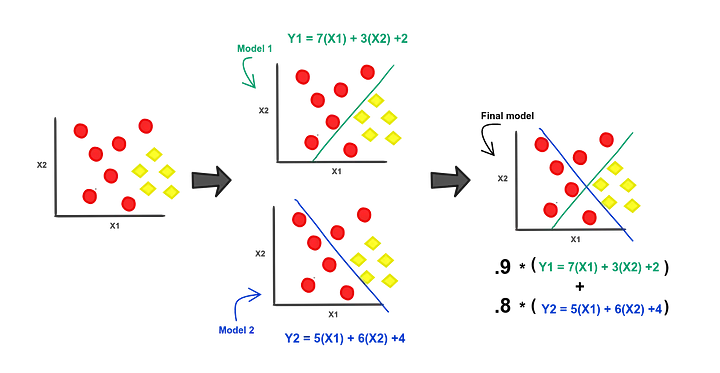 X2
X1
Y1 = 7(X1) + 3(X2) +2
Model 1
X2
X1
X2
X1
Model 2
Y2 = 5(X1) + 6(X2) +4
Final model
X2
X1
.9 * ( Y1 = 7(X1) + 3(X2) +2 )
+
.8 * ( Y2 = 5(X1) + 6(X2) +4 )